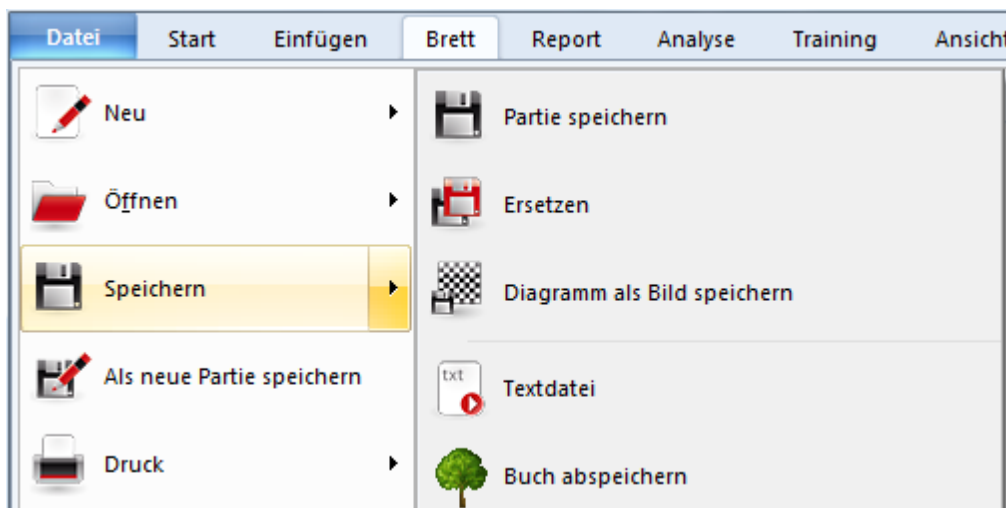 Datei Start Einfügen Brett Report Analyse Training Ansicht
Neu
Öffnen
Speichern
Als neue Partie speichern
Druck
Partie speichern
Ersetzen
Diagramm als Bild speichern
txt
Textdatei
Buch abspeichern